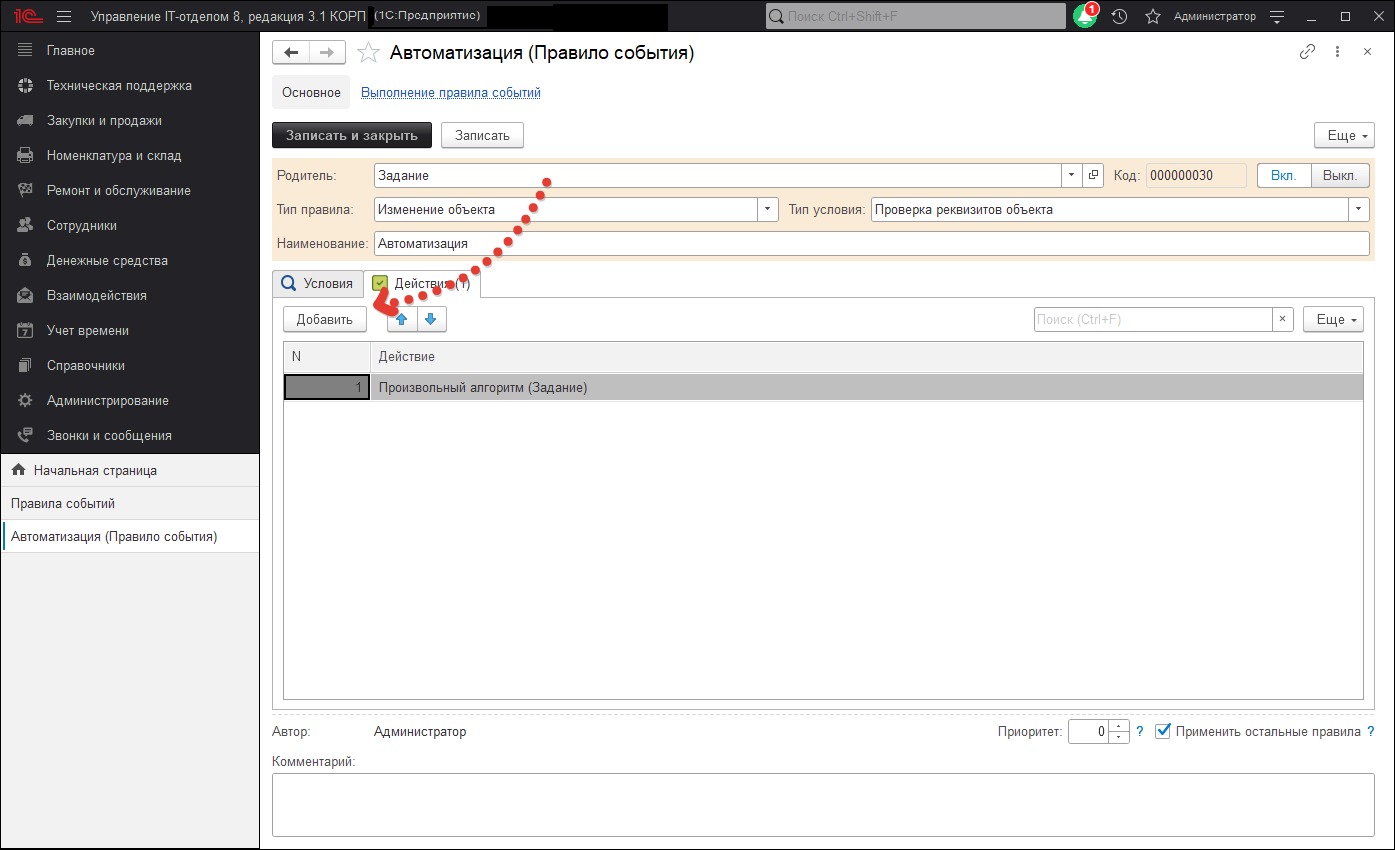 1С Управление IT-отделом 8, редакция 3.1 КОРП (1С:Предприятие) Поиск Ctrl+Shift+F 1 Администратор
Главное
Техническая поддержка
Закупки и продажи
Номенклатура и склад
Ремонт и обслуживание
Сотрудники
Денежные средства
Взаимодействия
7 Учет времени
Справочники
Администрирование
Звонки и сообщения
Начальная страница
Правила событий
Автоматизация (Правило события)
Автоматизация (Правило события)
Основное Выполнение правила событий
Записать и закрыть Записать Еще
Родитель: Задание Код: 000000030 Вкл. Выкл.
Тип правила: Изменение объекта Тип условия: Проверка реквизитов объекта
Наименование: Автоматизация
Условия Действия (1)
Добавить Поиск (Ctrl+F) × Еще
N Действие
1 Произвольный алгоритм (Задание)
Автор: Администратор Приоритет: 0 ? Применить остальные правила ?
Комментарий: